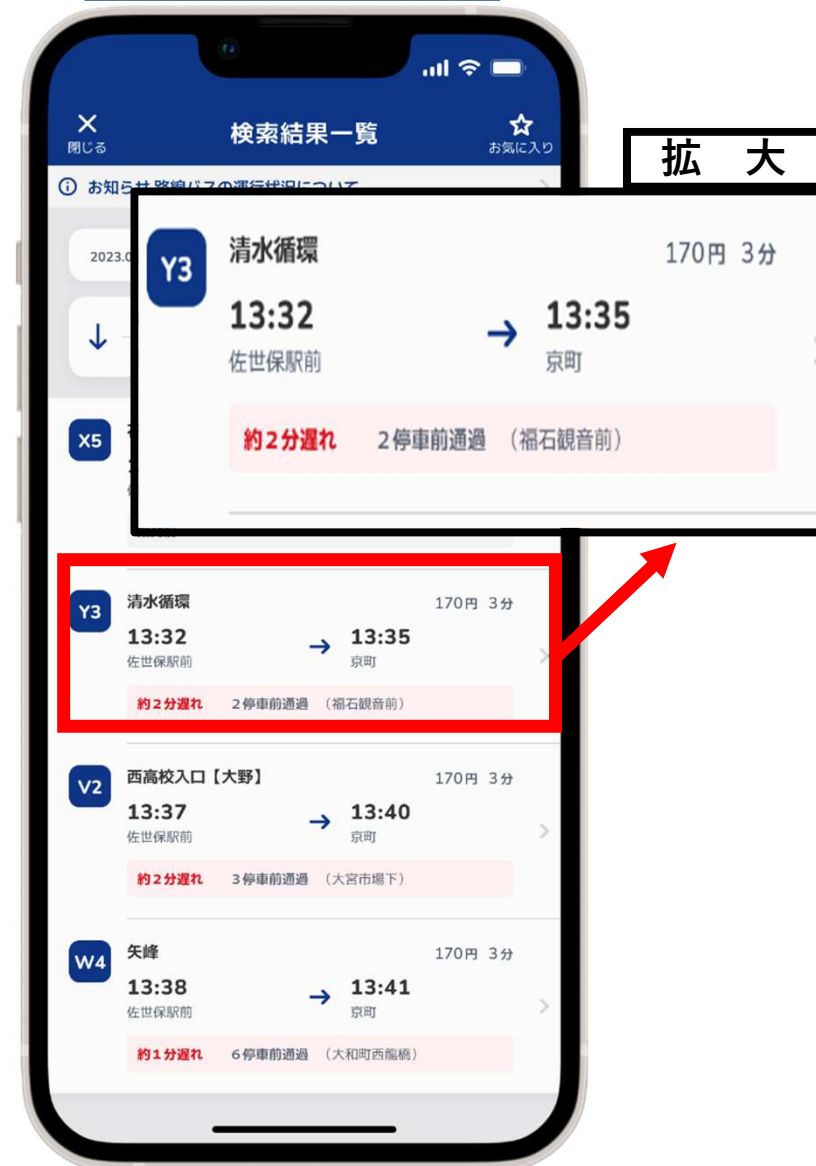 検索結果一覧
閉じる
お気に入り
拡 大
お知らせ 路線バスの運行状況について
2023.0
Y3 清水循環 170円 3分
13:32 → 13:35
佐世保駅前 京町
約2分遅れ 2停車前通過 (福石観音前)
X5
Y3 清水循環 170円 3分
13:32 → 13:35
佐世保駅前 京町
約2分遅れ 2停車前通過 (福石観音前)
V2 西高校入口【大野】 170円 3分
13:37 → 13:40
佐世保駅前 京町
約2分遅れ 3停車前通過 (大宮市場下)
W4 矢峰 170円 3分
13:38 → 13:41
佐世保駅前 京町
約1分遅れ 6停車前通過 (大和町西龍橋)